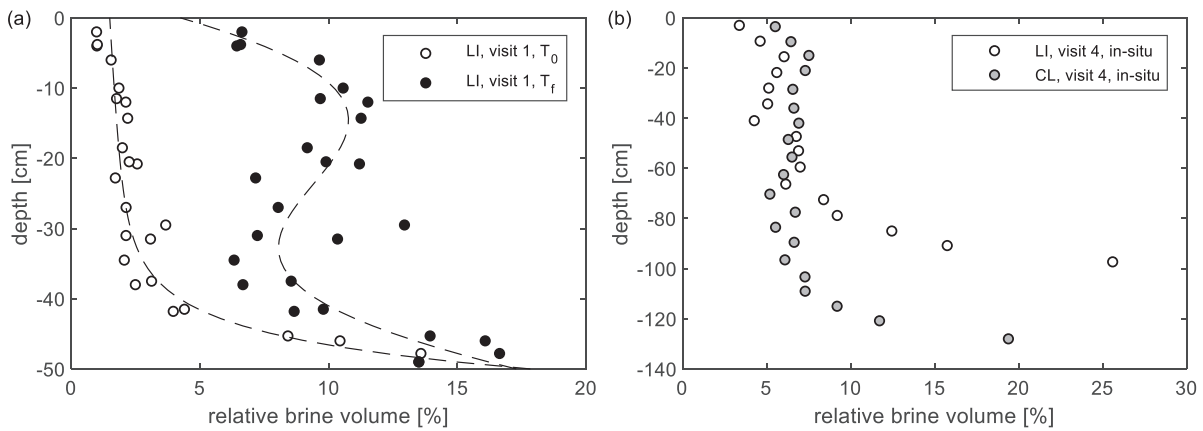 (a)
LI, visit 1, T0
LI, visit 1, Tf
0
-10
-20
-30
-40
-50
depth [cm]
0
5
10
15
20
relative brine volume [%]
(b)
LI, visit 4, in-situ
CL, visit 4, in-situ
0
-20
-40
-60
-80
-100
-120
-140
depth [cm]
0
5
10
15
20
25
30
relative brine volume [%]